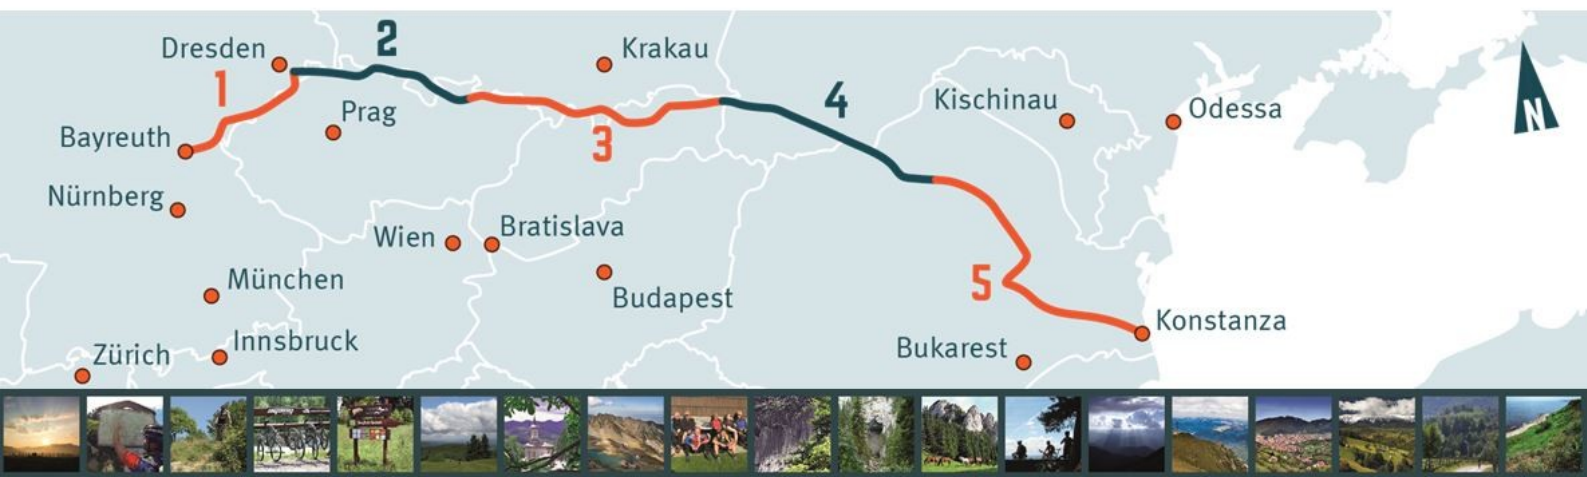 2
Dresden
Krakau
1
4
Kischinau
Odessa
Prag
N
Bayreuth
3
Nürnberg
Wien
Bratislava
München
5
Budapest
Konstanza
Innsbruck
Bukarest
Zürich